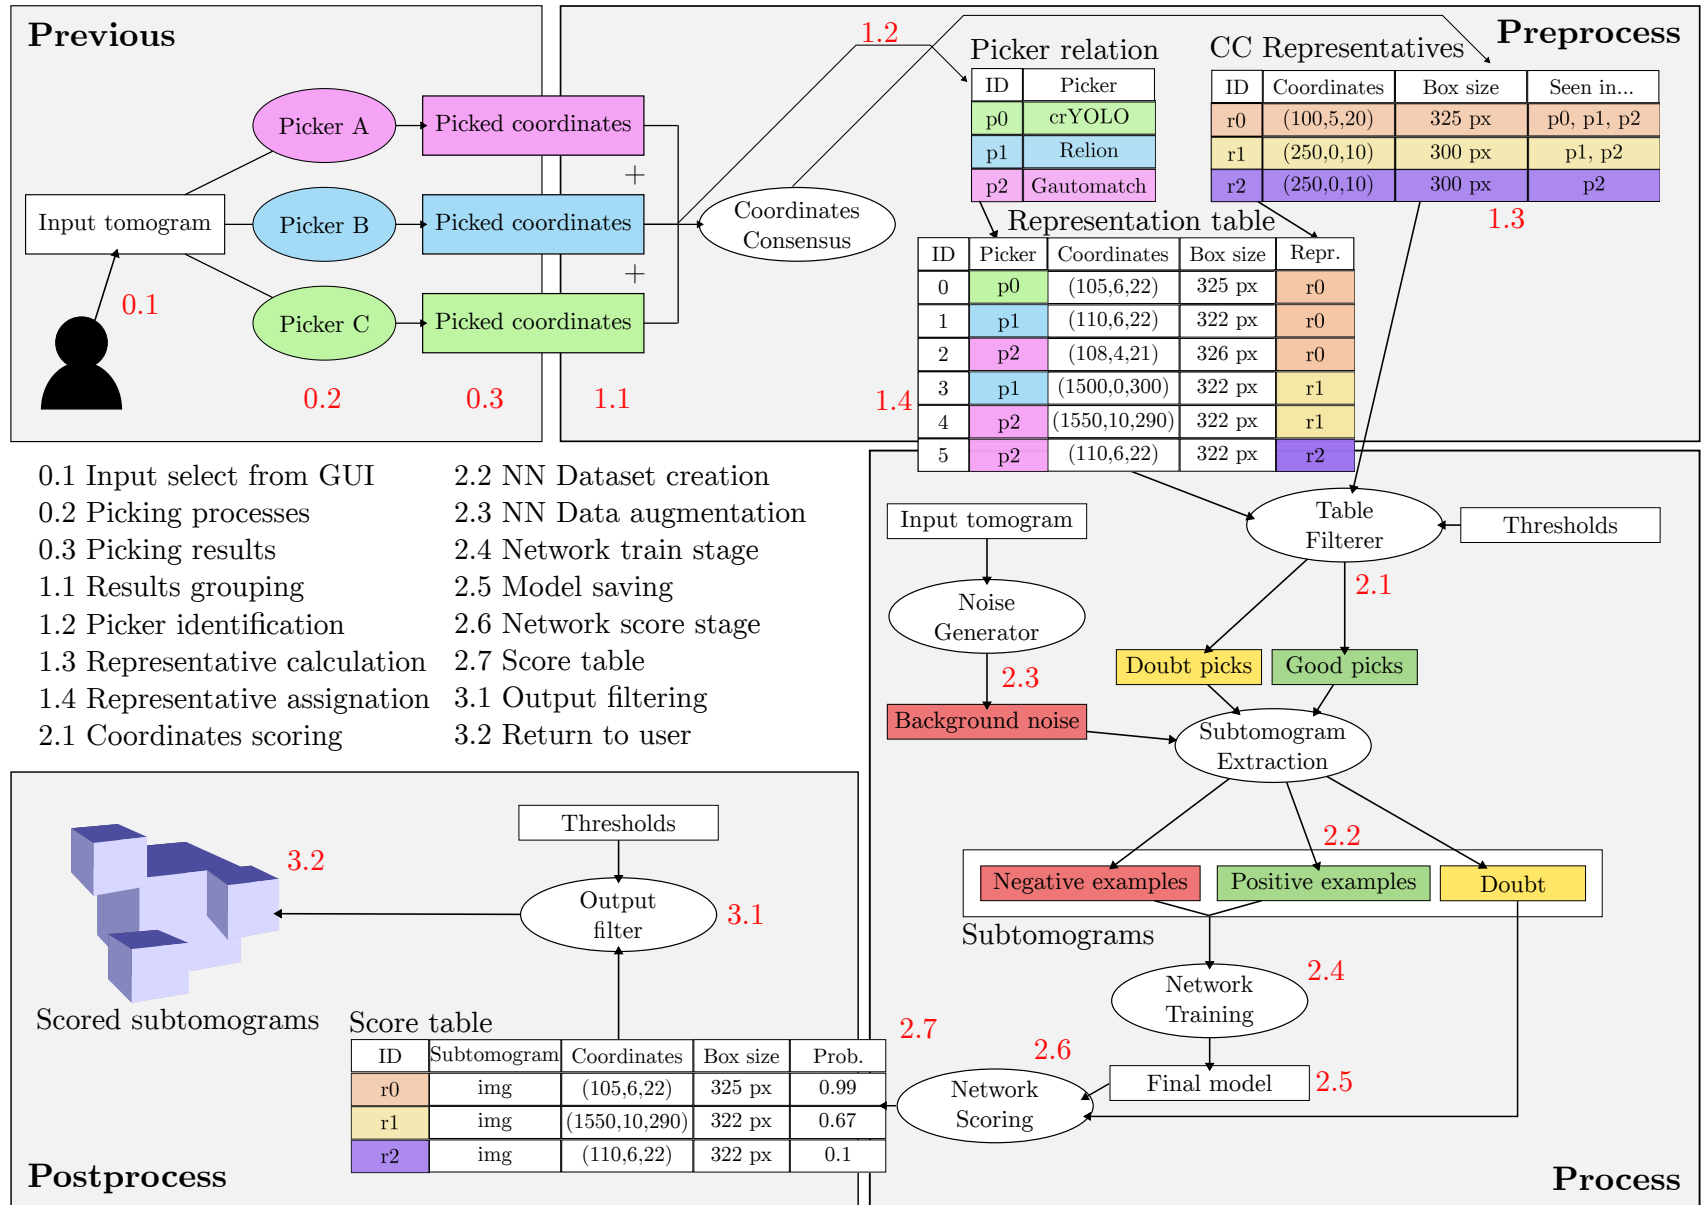 Previous
Picker A
Picked coordinates
+
Input tomogram
Picker B
Picked coordinates
+
0.1
Picker C
Picked coordinates
0.2
0.3
1.1
Preprocess
1.2
Coordinates
Consensus
Picker relation
ID Picker
p0 crYOLO
p1 Relion
p2 Gautomatch
CC Representatives
ID Coordinates Box size Seen in...
r0 (100,5,20) 325 px p0, p1, p2
r1 (250,0,10) 300 px p1, p2
r2 (250,0,10) 300 px p2
1.3
Representation table
ID Picker Coordinates Box size Repr.
0 p0 (105,6,22) 325 px r0
1 p1 (110,6,22) 322 px r0
2 p2 (108,4,21) 326 px r0
3 p1 (1500,0,300) 322 px r1
4 p2 (1550,10,290) 322 px r1
5 p2 (110,6,22) 322 px r2
1.4
0.1 Input select from GUI
0.2 Picking processes
0.3 Picking results
1.1 Results grouping
1.2 Picker identification
1.3 Representative calculation
1.4 Representative assignation
2.1 Coordinates scoring
2.2 NN Dataset creation
2.3 NN Data augmentation
2.4 Network train stage
2.5 Model saving
2.6 Network score stage
2.7 Score table
3.1 Output filtering
3.2 Return to user
Input tomogram
Table
Filterer
Thresholds
2.1
Noise
Generator
Doubt picks
Good picks
2.3
Background noise
Subtomogram
Extraction
2.2
Negative examples
Positive examples
Doubt
Subtomograms
Network
Training
2.4
2.7
2.6
Final model
2.5
Network
Scoring
Process
Thresholds
3.2
Output
filter
3.1
Scored subtomograms
Score table
ID Subtomogram Coordinates Box size Prob.
r0 img (105,6,22) 325 px 0.99
r1 img (1550,10,290) 322 px 0.67
r2 img (110,6,22) 322 px 0.1
Postprocess